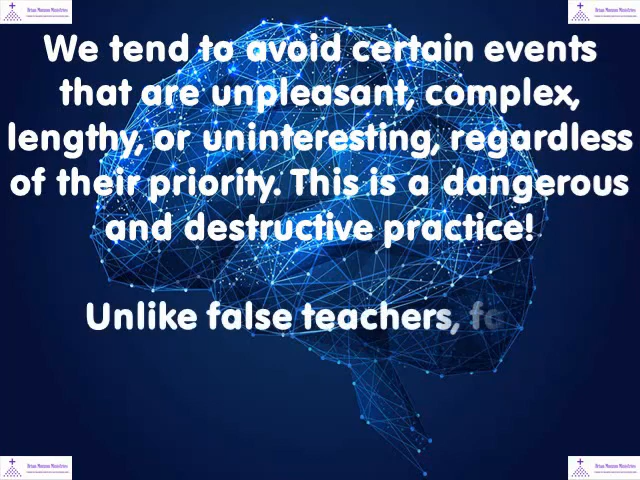 We tend to avoid certain events
that are unpleasant, complex,
lengthy, or uninteresting, regardless
of their priority. This is a dangerous
and destructive practice!
Unlike false teachers,